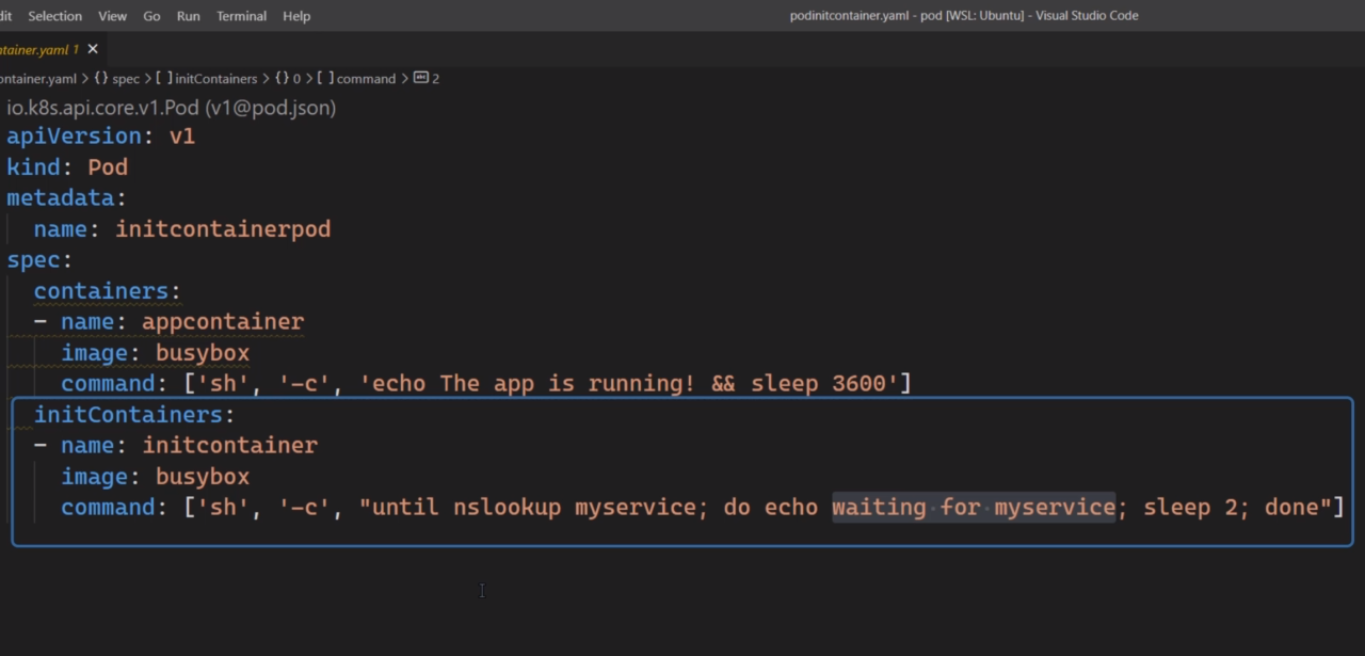 dit Selection View Go Run Terminal Help podinitcontainer.yaml - pod [WSL: Ubuntu] - Visual Studio Code
ntainer.yaml 1 ×
ontainer.yaml > {} spec > [ ] initContainers > {} 0 > [ ] command > abc 2
io.k8s.api.core.v1.Pod (v1@pod.json)
apiVersion: v1
kind: Pod
metadata:
  name: initcontainerpod
spec:
  containers:
  - name: appcontainer
    image: busybox
    command: ['sh', '-c', 'echo The app is running! && sleep 3600']
  initContainers:
  - name: initcontainer
    image: busybox
    command: ['sh', '-c', "until nslookup myservice; do echo waiting for myservice; sleep 2; done"]